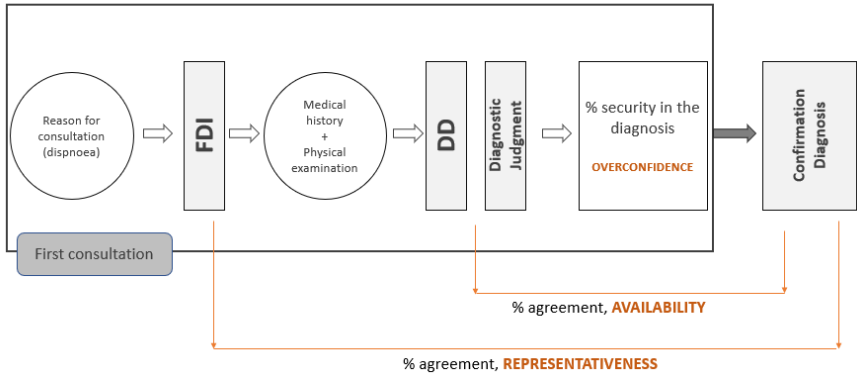 Reason for
consultation
(dispnoea)
FDI
Medical
history
+
Physical
examination
DD
Diagnostic
Judgment
% security in the
diagnosis
OVERCONFIDENCE
Confirmation
Diagnosis
First consultation
% agreement, AVAILABILITY
% agreement, REPRESENTATIVENESS